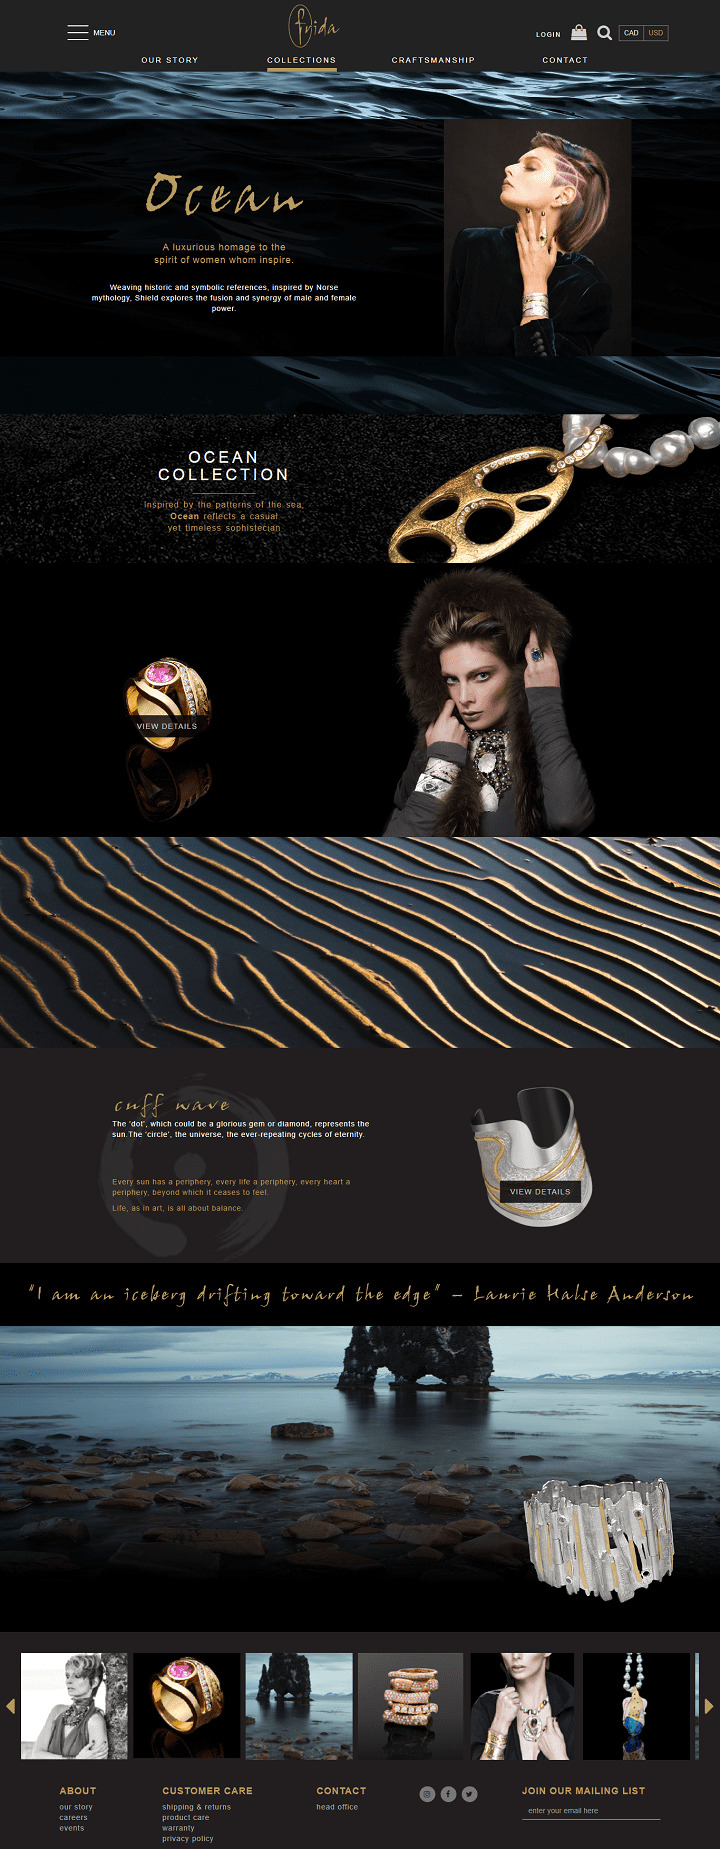 MENU
frida
LOGIN
CAD
USD
OUR STORY
COLLECTIONS
CRAFTSMANSHIP
CONTACT
Ocean
A luxurious homage to the
spirit of women whom inspire.
Weaving historic and symbolic references, inspired by Norse
mythology, Shield explores the fusion and synergy of male and female
power.
OCEAN
COLLECTION
Inspired by the patterns of the sea,
Ocean reflects a casual
yet timeless sophistecian
VIEW DETAILS
cuff wave
The 'dot', which could be a glorious gem or diamond, represents the
sun.The 'circle', the universe, the ever-repeating cycles of eternity.
Every sun has a periphery, every life a periphery, every heart a
periphery, beyond which it ceases to feel.
Life, as in art, is all about balance.
VIEW DETAILS
"I am an iceberg drifting toward the edge" – Laurie Halse Anderson
ABOUT
our story
careers
events
CUSTOMER CARE
shipping & returns
product care
warranty
privacy policy
CONTACT
head office
JOIN OUR MAILING LIST
enter your email here